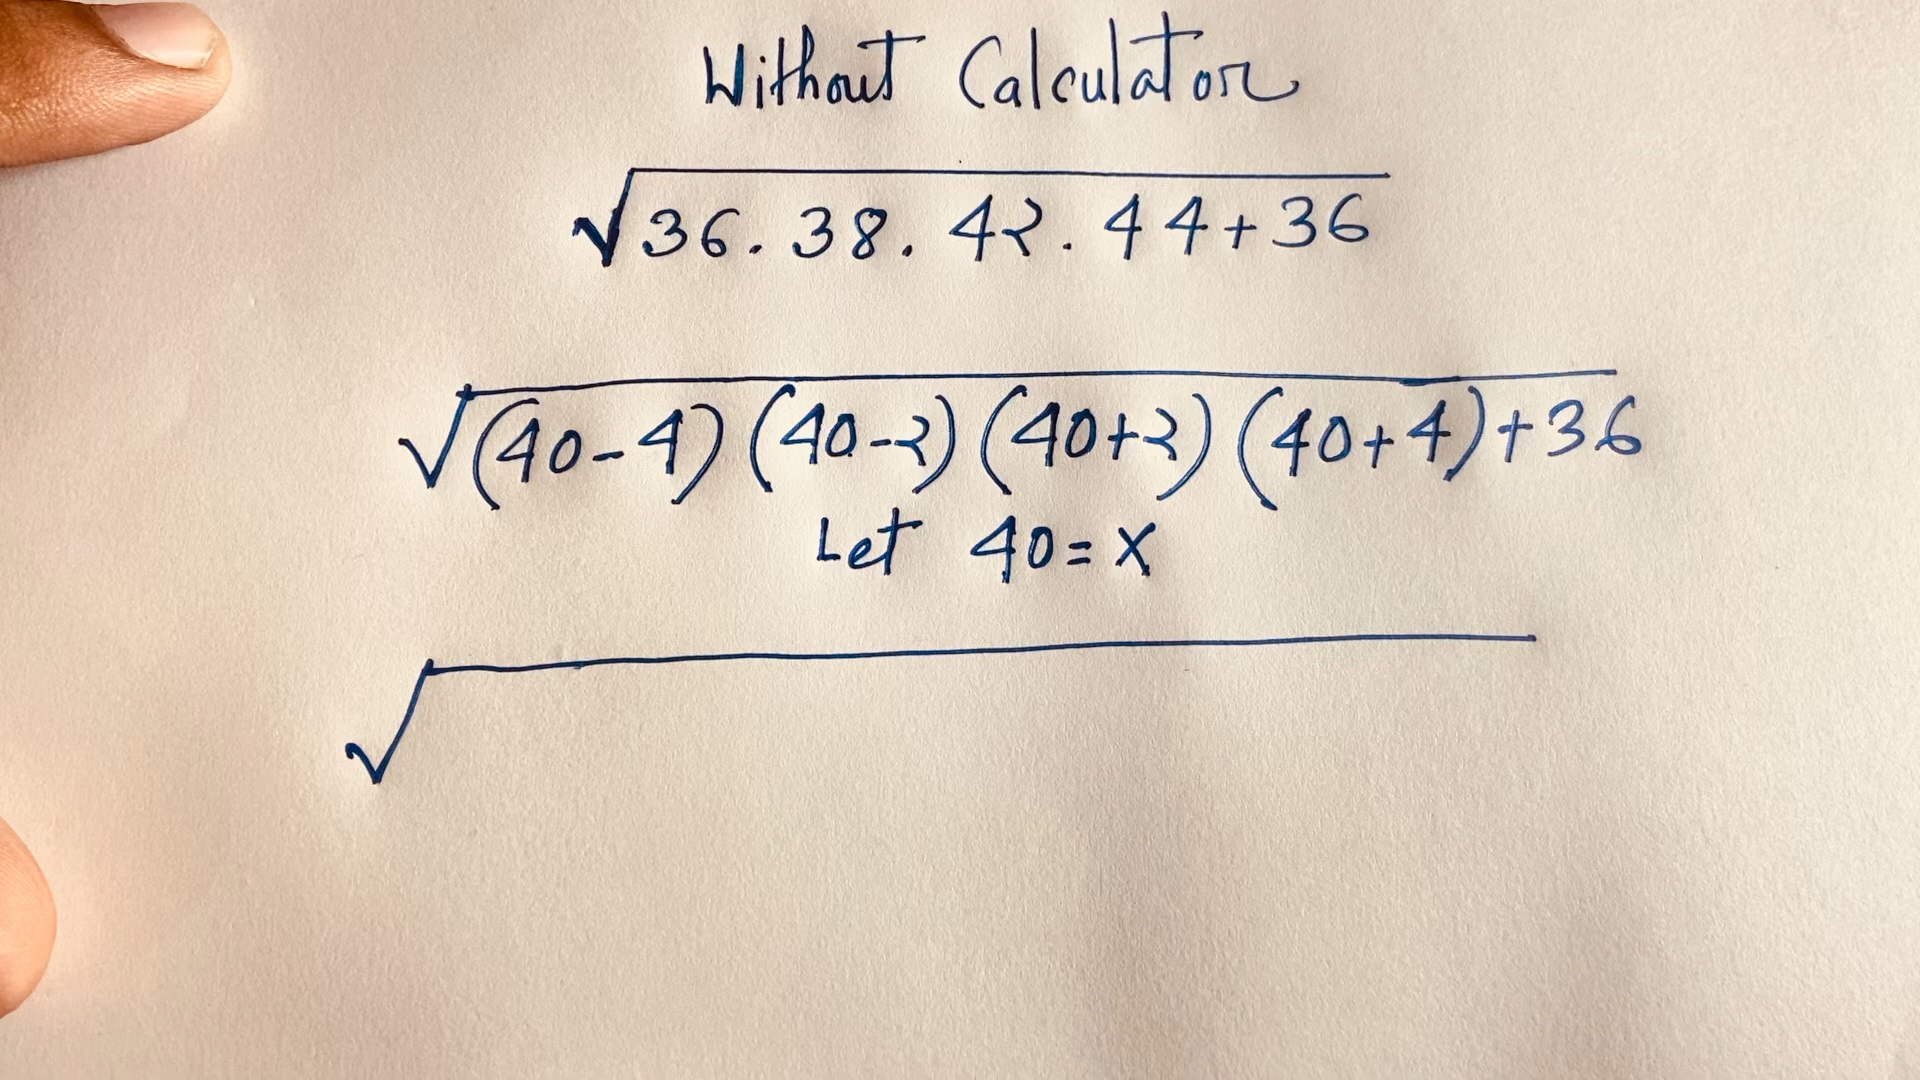 Without Calculator
√36.38.42.44+36
√(40-4)(40-2)(40+2)(40+4)+36
Let 40=x
√